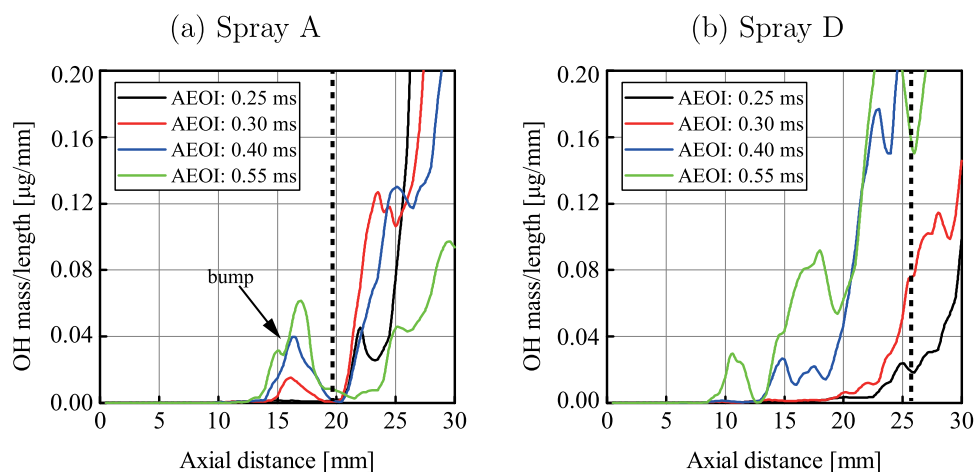 (a) Spray A
(b) Spray D
OH mass/length [µg/mm]
0.20
0.16
0.12
0.08
0.04
0.00
AEOI: 0.25 ms
AEOI: 0.30 ms
AEOI: 0.40 ms
AEOI: 0.55 ms
bump
0 5 10 15 20 25 30
Axial distance [mm]
OH mass/length [µg/mm]
0.20
0.16
0.12
0.08
0.04
0.00
AEOI: 0.25 ms
AEOI: 0.30 ms
AEOI: 0.40 ms
AEOI: 0.55 ms
0 5 10 15 20 25 30
Axial distance [mm]